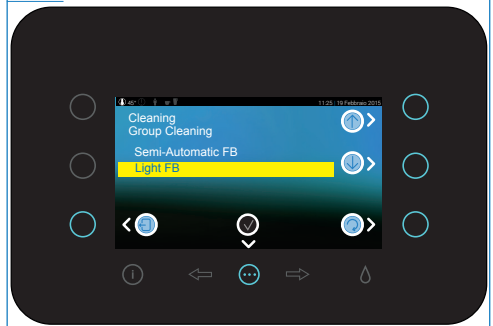 45° 11:25 | 19 Febbraio 2015
Cleaning
Group Cleaning
Semi-Automatic FB
Light FB